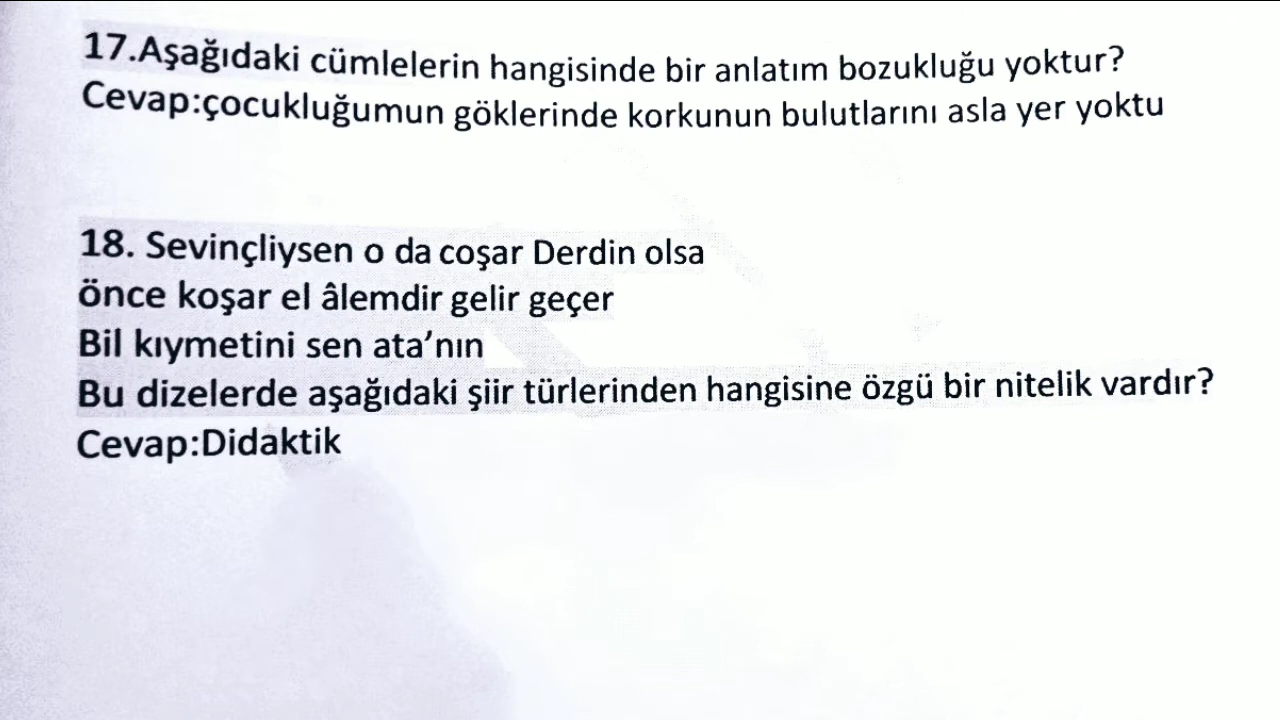 17.Aşağıdaki cümlelerin hangisinde bir anlatım bozukluğu yoktur?
Cevap:çocukluğumun göklerinde korkunun bulutlarını asla yer yoktu
18. Sevinçliysen o da coşar Derdin olsa
önce koşar el âlemdir gelir geçer
Bil kıymetini sen ata’nın
Bu dizelerde aşağıdaki şiir türlerinden hangisine özgü bir nitelik vardır?
Cevap:Didaktik